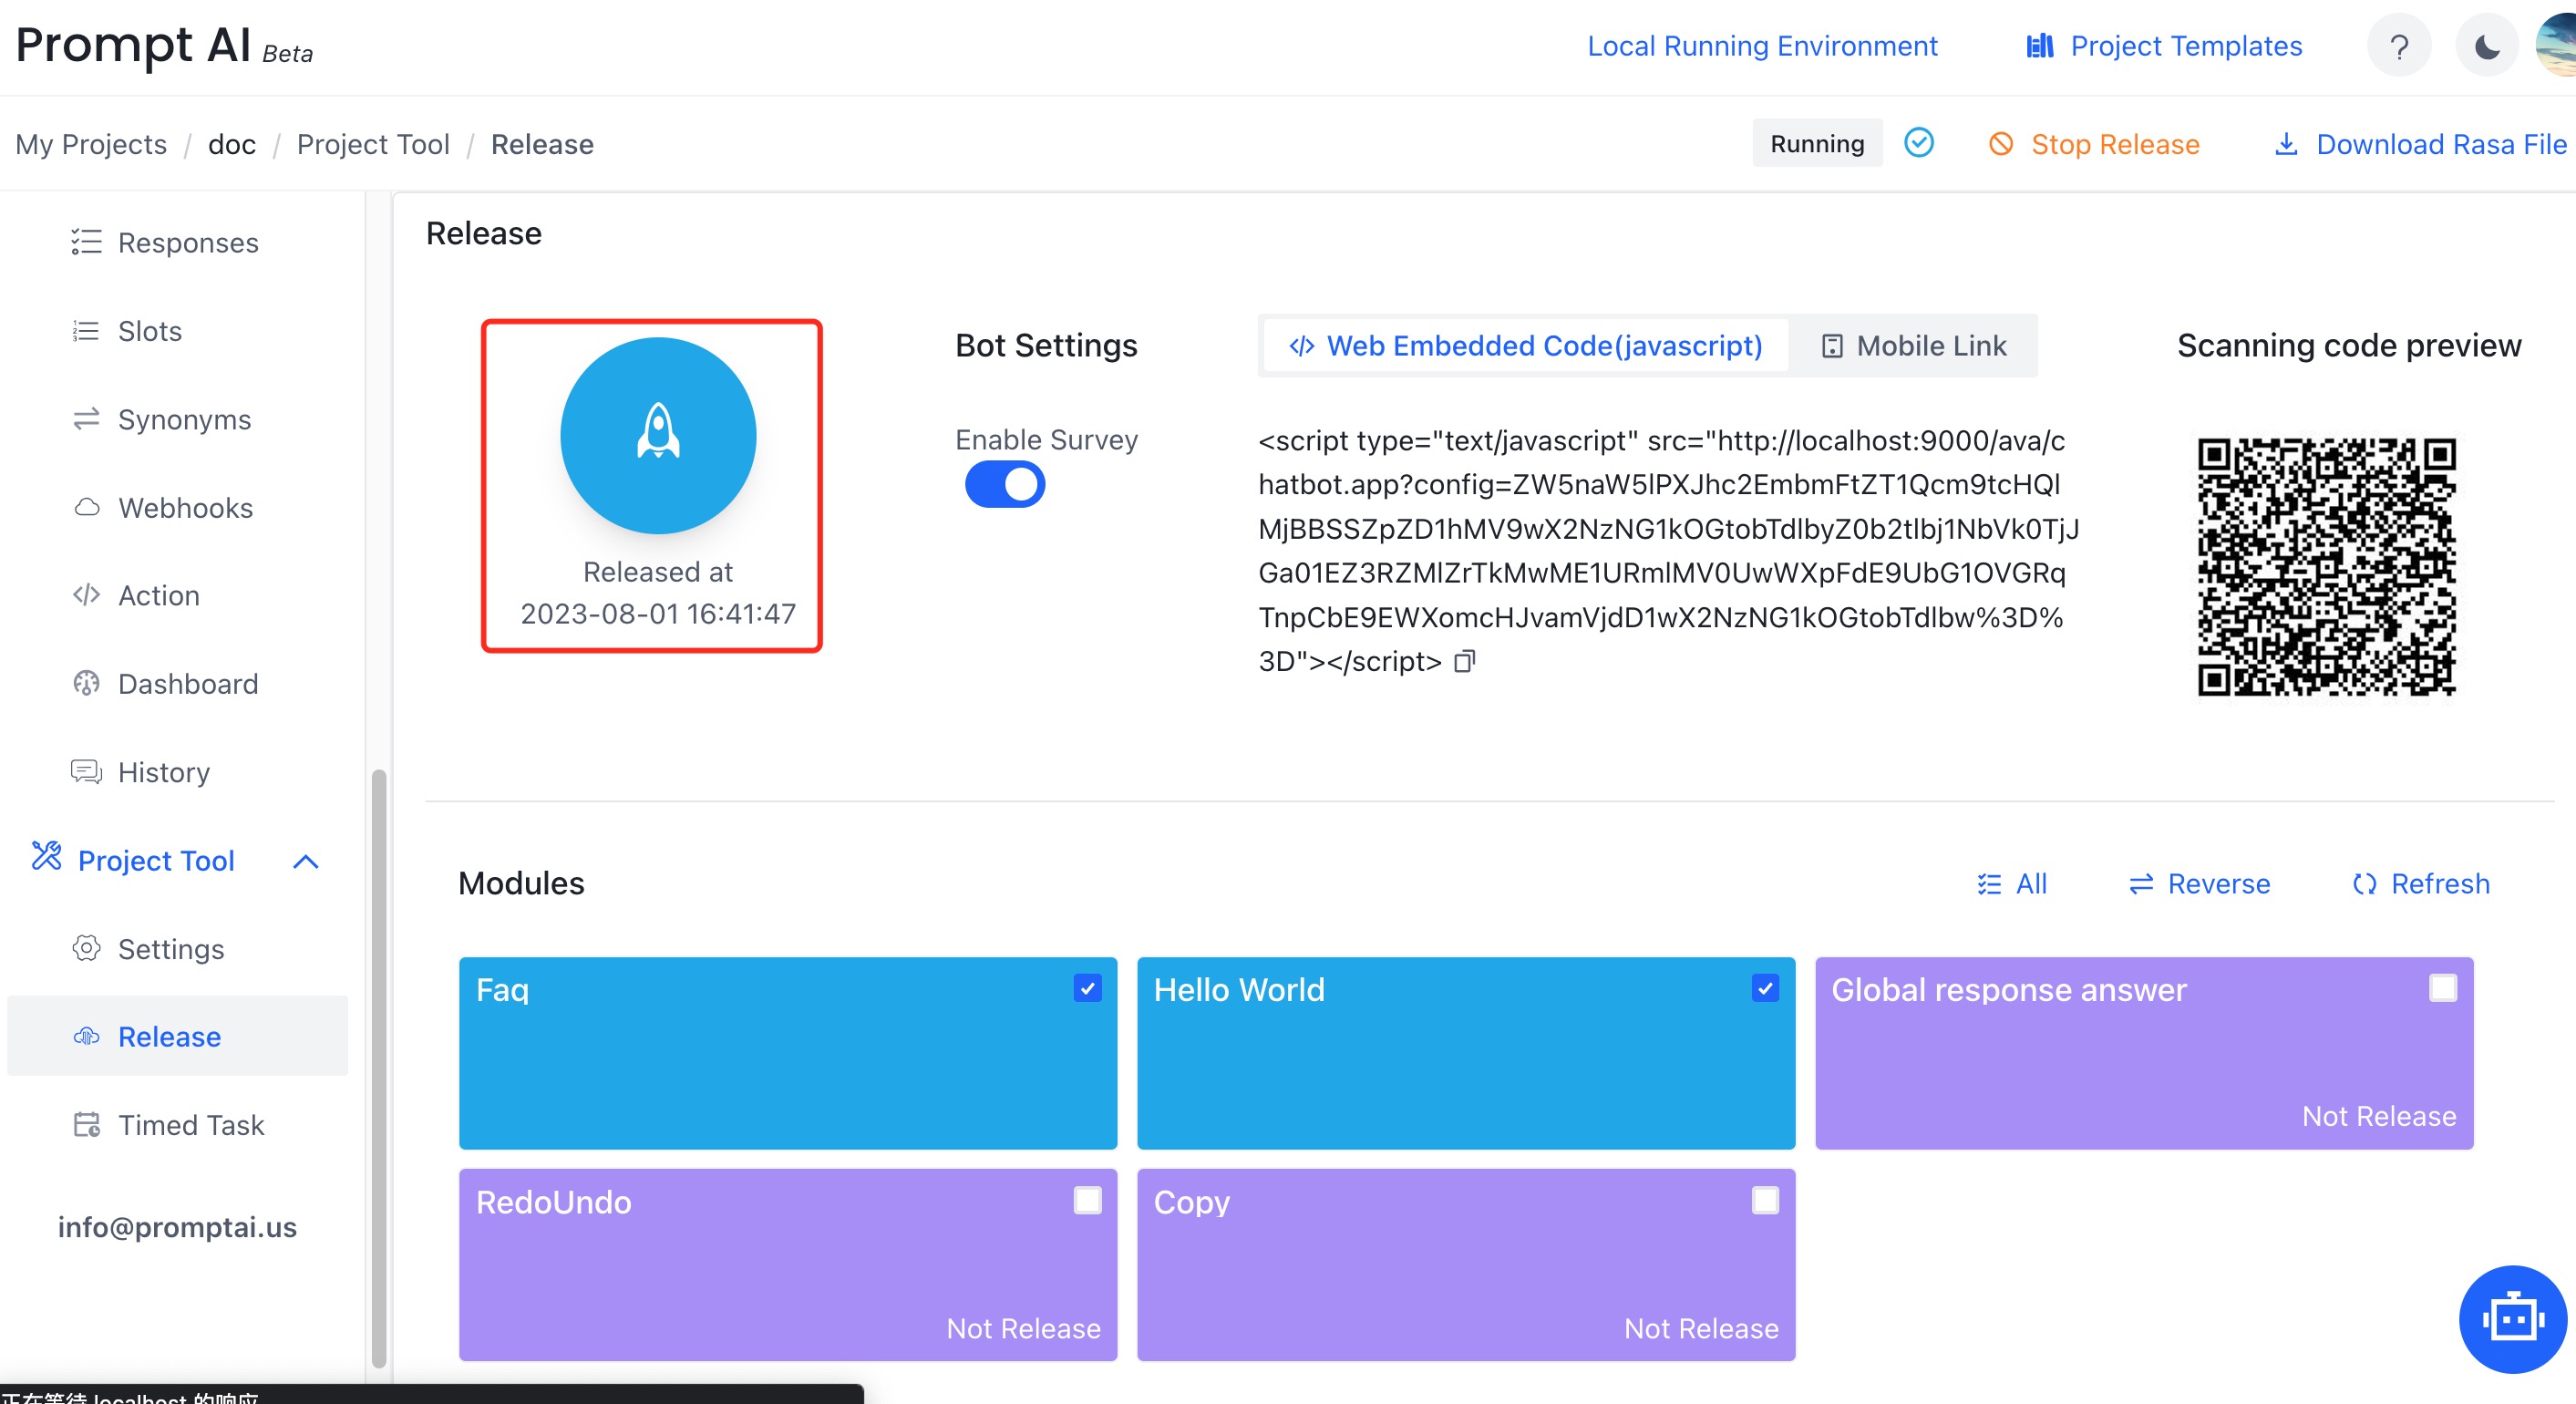 Prompt AI Beta
Local Running Environment
Project Templates
?
My Projects / doc / Project Tool / Release
Running
Stop Release
Download Rasa File
Responses
Slots
Synonyms
Webhooks
Action
Dashboard
History
Project Tool
Settings
Release
Timed Task
info@promptai.us
Release
Released at
2023-08-01 16:41:47
Bot Settings
Enable Survey
Web Embedded Code(javascript)
Mobile Link
<script type="text/javascript" src="http://localhost:9000/ava/c
hatbot.app?config=ZW5naW5lPXJhc2EmbmFtZT1Qcm9tcHQl
MjBBSSZpZD1hMV9wX2NzNG1kOGtobTdlbyZ0b2tlbj1NbVk0TjJ
Ga01EZ3RZMlZrTkMwME1URmlMV0UwWXpFdE9UbG1OVGRq
TnpCbE9EWXomcHJvamVjdD1wX2NzNG1kOGtobTdlbw%3D%
3D"></script>
Scanning code preview
Modules
All
Reverse
Refresh
Faq
Hello World
Global response answer
Not Release
RedoUndo
Not Release
Copy
Not Release
正在等待 localhost 的响应